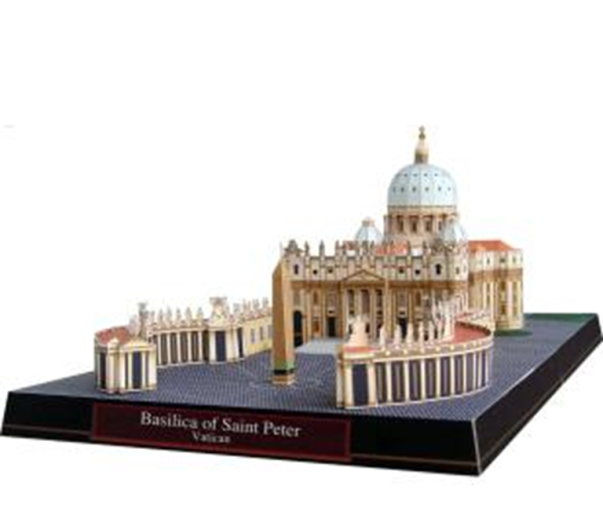 Basilica of Saint Peter
Vatican